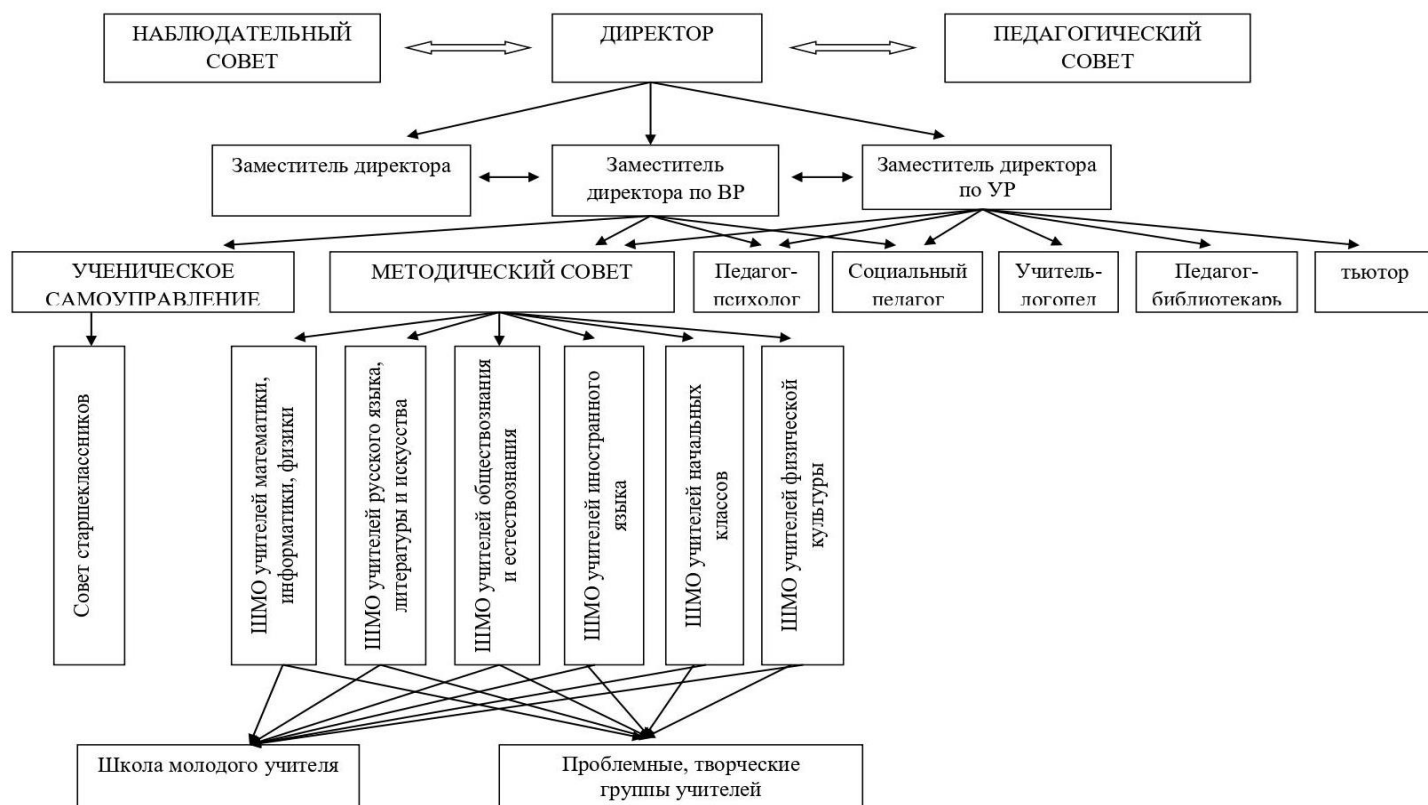 НАБЛЮДАТЕЛЬНЫЙ
СОВЕТ
ДИРЕКТОР
ПЕДАГОГИЧЕСКИЙ
СОВЕТ
Заместитель директора
Заместитель
директора по ВР
Заместитель директора
по УР
УЧЕНИЧЕСКОЕ
САМОУПРАВЛЕНИЕ
МЕТОДИЧЕСКИЙ СОВЕТ
Педагог-
психолог
Социальный
педагог
Учитель-
логопед
Педагог-
библиотекарь
тьютор
Совет старшеклассников
ШМО учителей математики,
информатики, физики
ШМО учителей русского языка,
литературы и искусства
ШМО учителей обществознания
и естествознания
ШМО учителей иностранного
языка
ШМО учителей начальных
классов
ШМО учителей физической
культуры
Школа молодого учителя
Проблемные, творческие
группы учителей